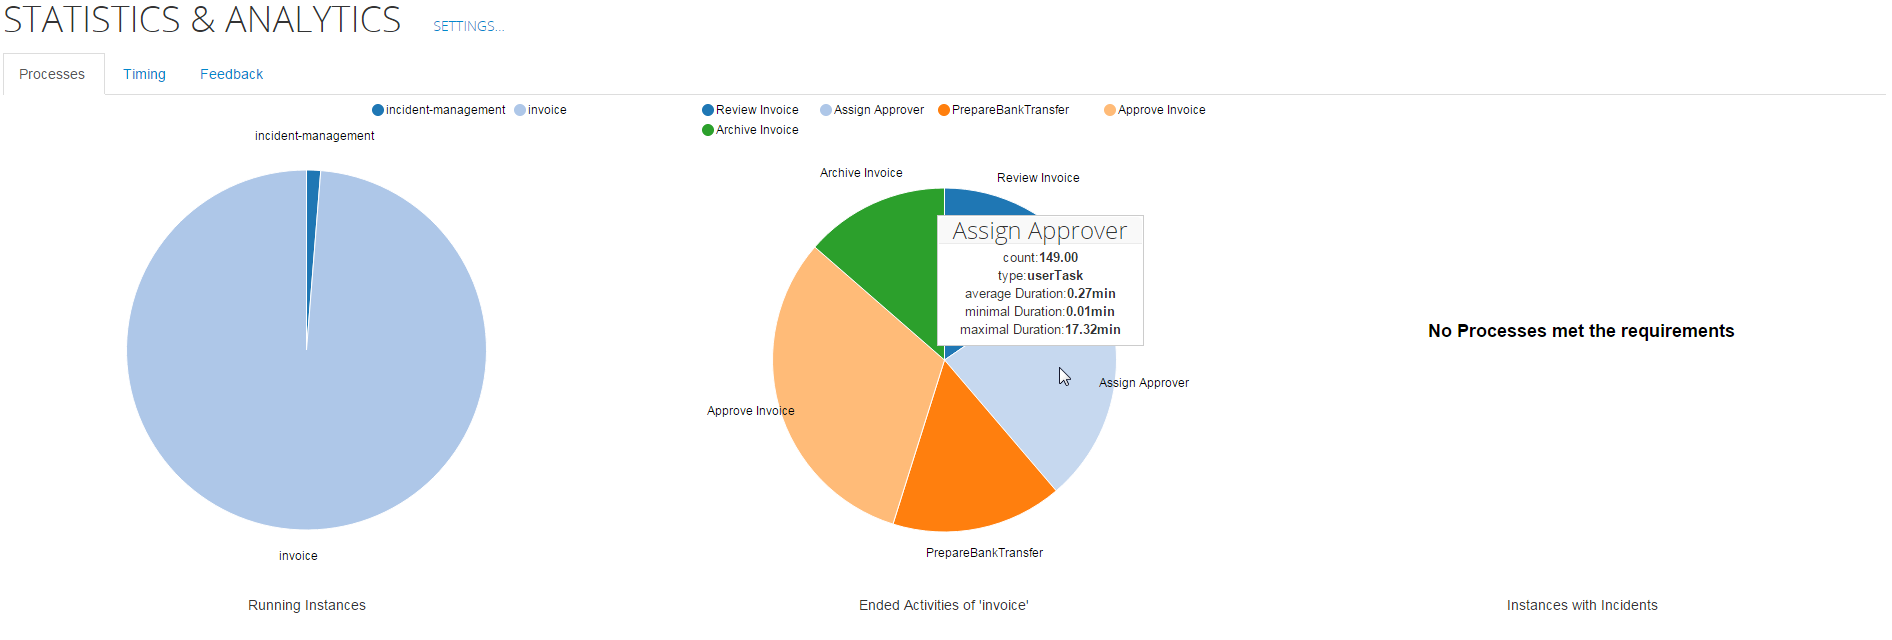 STATISTICS & ANALYTICS
SETTINGS...
Processes
Timing
Feedback
incident-management
invoice
incident-management
invoice
Running Instances
Review Invoice
Assign Approver
PrepareBankTransfer
Approve Invoice
Archive Invoice
Archive Invoice
Review Invoice
Assign Approver
count:149.00
type:userTask
average Duration:0.27min
minimal Duration:0.01min
maximal Duration:17.32min
Assign Approver
Approve Invoice
PrepareBankTransfer
Ended Activities of 'invoice'
No Processes met the requirements
Instances with Incidents